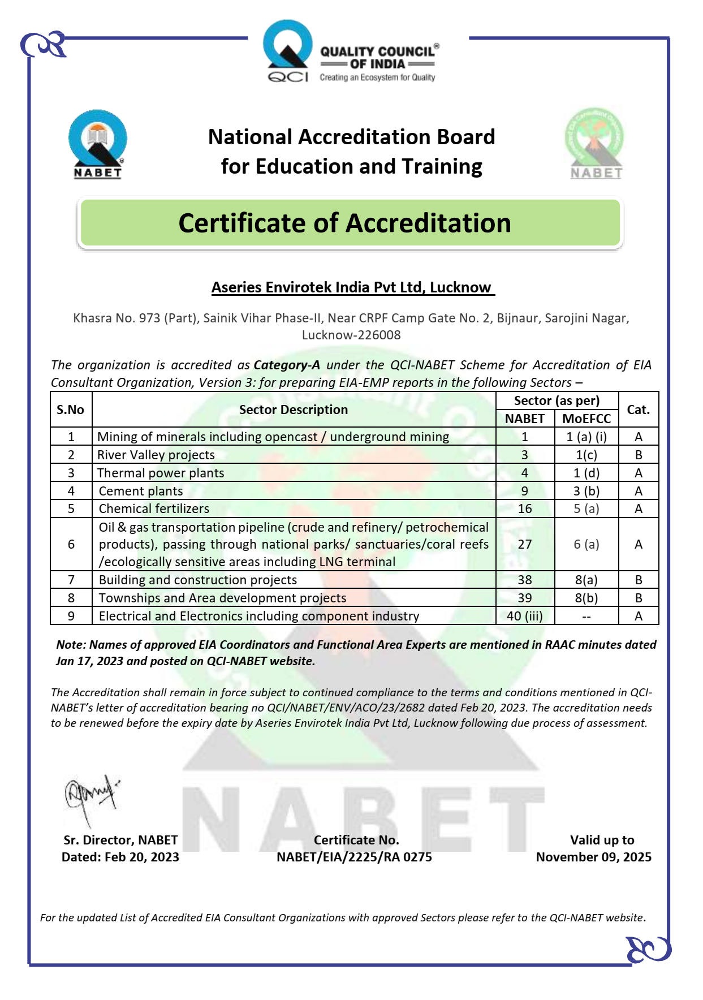 QUALITY COUNCIL®
OF INDIA
QCI
Creating an Ecosystem for Quality
NABET
National Accreditation Board
for Education and Training
NABET
Certificate of Accreditation
Aseries Envirotek India Pvt Ltd, Lucknow
Khasra No. 973 (Part), Sainik Vihar Phase-II, Near CRPF Camp Gate No. 2, Bijnaur, Sarojini Nagar,
Lucknow-226008
The organization is accredited as Category-A under the QCI-NABET Scheme for Accreditation of EIA
Consultant Organization, Version 3: for preparing EIA-EMP reports in the following Sectors –
S.No Sector Description Sector (as per) Cat.
NABET MoEFCC
1 Mining of minerals including opencast / underground mining 1 1 (a) (i) A
2 River Valley projects 3 1(c) B
3 Thermal power plants 4 1 (d) A
4 Cement plants 9 3 (b) A
5 Chemical fertilizers 16 5 (a) A
Oil & gas transportation pipeline (crude and refinery/ petrochemical
6 products), passing through national parks/ sanctuaries/coral reefs 27 6 (a) A
/ecologically sensitive areas including LNG terminal
7 Building and construction projects 38 8(a) B
8 Townships and Area development projects 39 8(b) B
9 Electrical and Electronics including component industry 40 (iii) -- A
Note: Names of approved EIA Coordinators and Functional Area Experts are mentioned in RAAC minutes dated
Jan 17, 2023 and posted on QCI-NABET website.
The Accreditation shall remain in force subject to continued compliance to the terms and conditions mentioned in QCI-
NABET’s letter of accreditation bearing no QCI/NABET/ENV/ACO/23/2682 dated Feb 20, 2023. The accreditation needs
to be renewed before the expiry date by Aseries Envirotek India Pvt Ltd, Lucknow following due process of assessment.
NABET
Sr. Director, NABET Certificate No. Valid up to
Dated: Feb 20, 2023 NABET/EIA/2225/RA 0275 November 09, 2025
For the updated List of Accredited EIA Consultant Organizations with approved Sectors please refer to the QCI-NABET website.